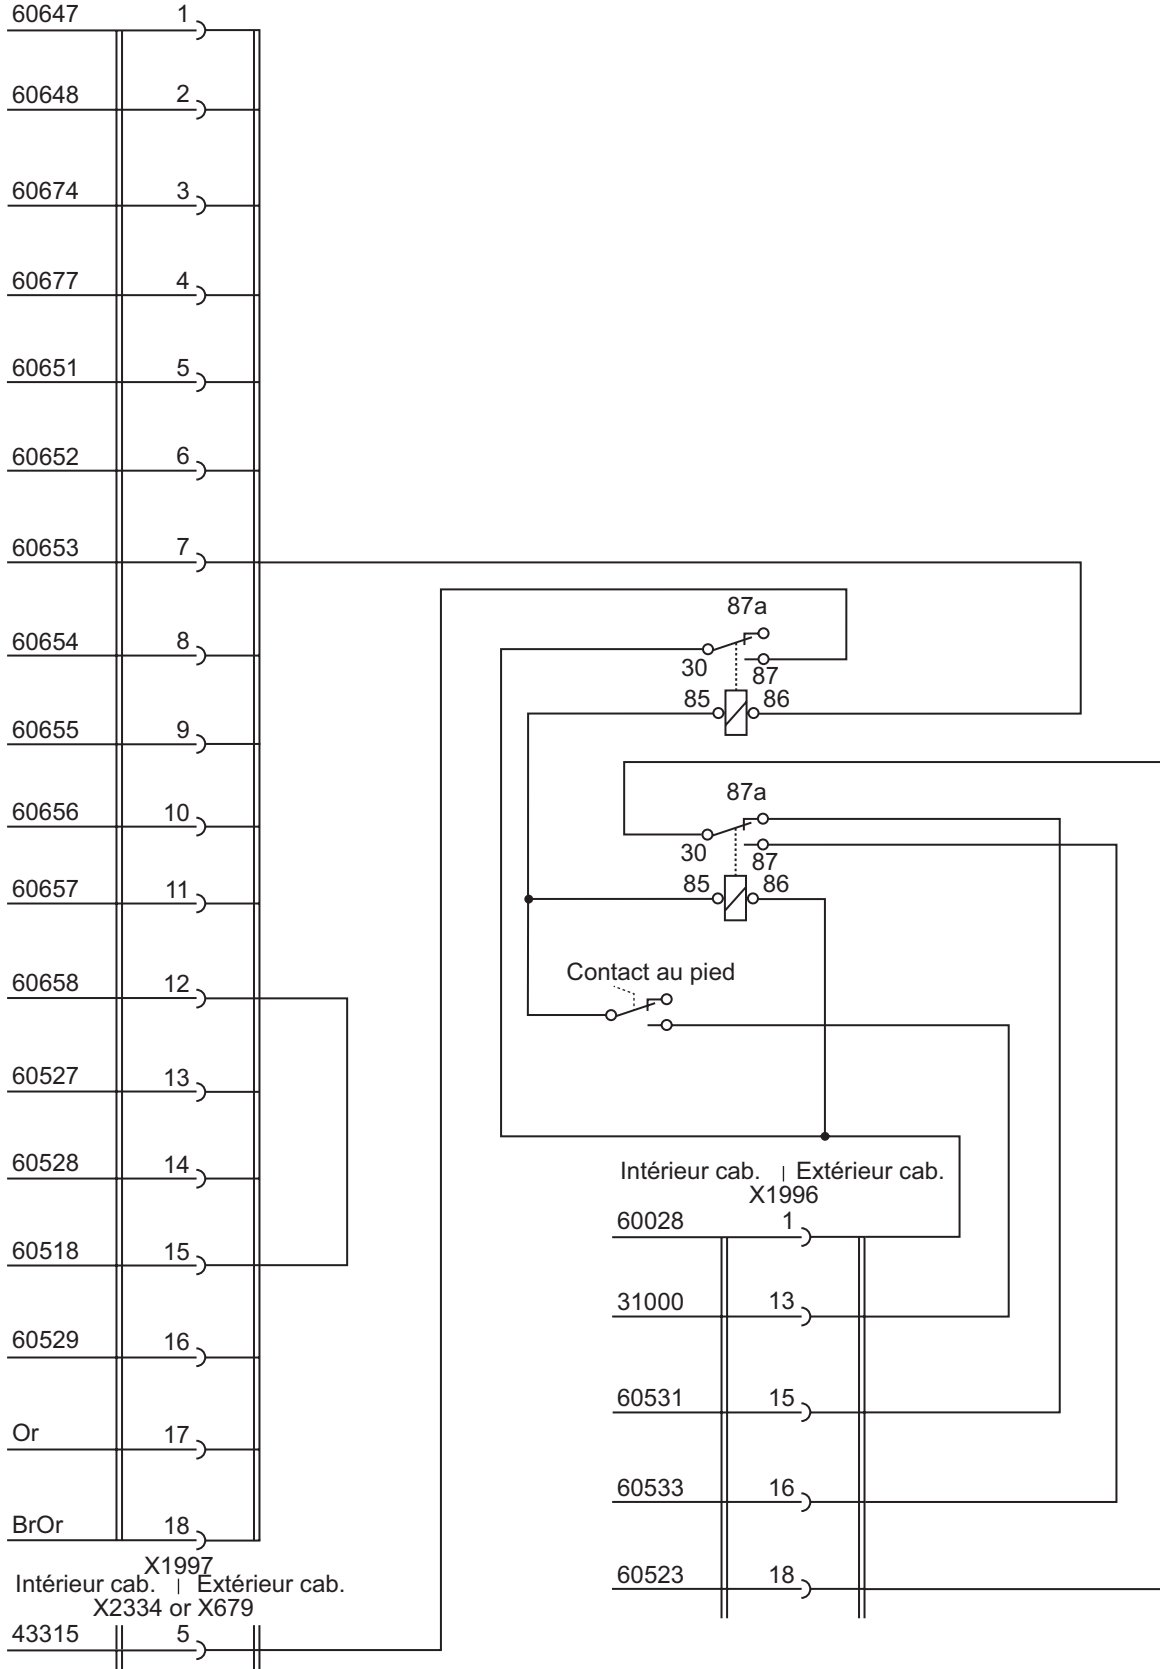 60647 1
60648 2
60674 3
60677 4
60651 5
60652 6
60653 7
60654 8
60655 9
60656 10
60657 11
60658 12
60527 13
60528 14
60518 15
60529 16
Or 17
BrOr 18
X1997
Intérieur cab. | Extérieur cab.
X2334 or X679
43315 5
87a
30
87
85 86
87a
30
87
85 86
Contact au pied
Intérieur cab. | Extérieur cab.
X1996
60028 1
31000 13
60531 15
60533 16
60523 18